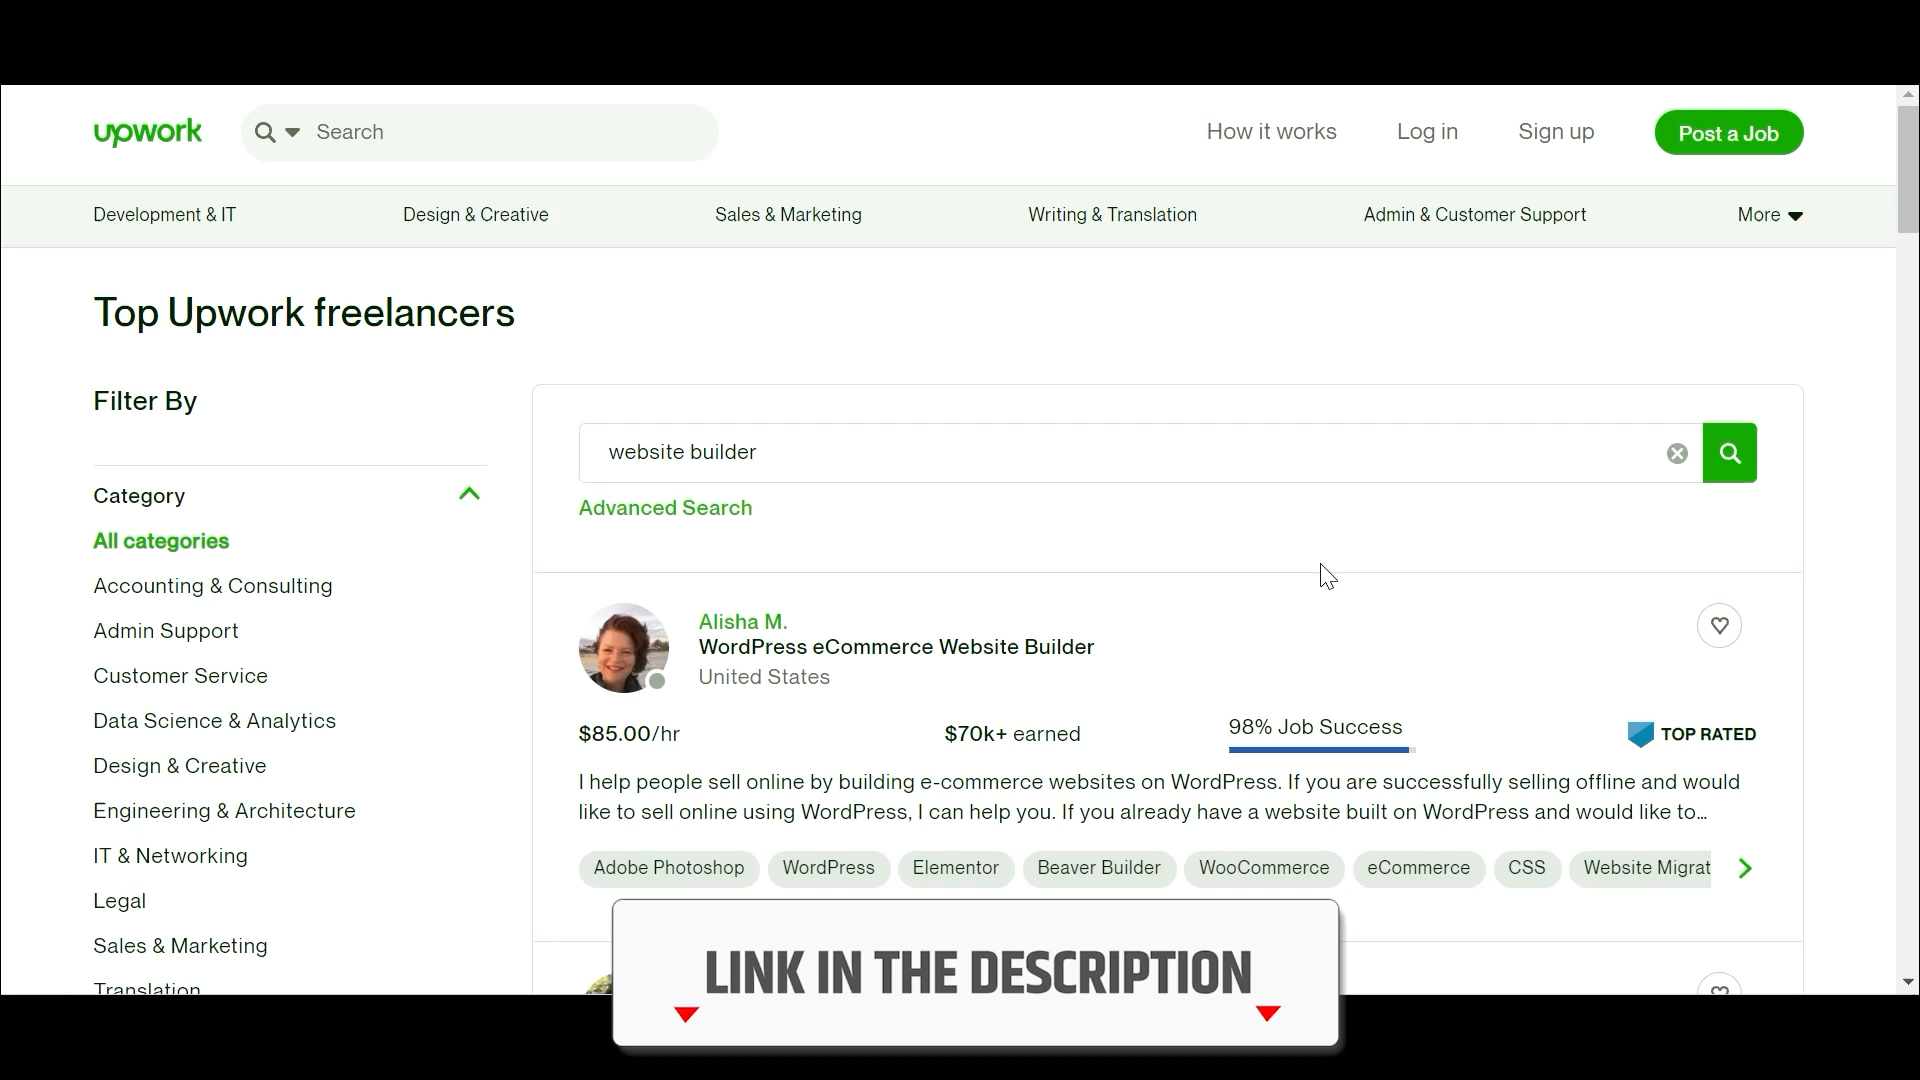 upwork
Search
How it works
Log in
Sign up
Post a Job
Development & IT
Design & Creative
Sales & Marketing
Writing & Translation
Admin & Customer Support
More
Top Upwork freelancers
Filter By
Category
All categories
Accounting & Consulting
Admin Support
Customer Service
Data Science & Analytics
Design & Creative
Engineering & Architecture
IT & Networking
Legal
Sales & Marketing
Translation
website builder
Advanced Search
Alisha M.
WordPress eCommerce Website Builder
United States
$85.00/hr
$70k+ earned
98% Job Success
TOP RATED
I help people sell online by building e-commerce websites on WordPress. If you are successfully selling offline and would
like to sell online using WordPress, I can help you. If you already have a website built on WordPress and would like to...
Adobe Photoshop
WordPress
Elementor
Beaver Builder
WooCommerce
eCommerce
CSS
Website Migrat
LINK IN THE DESCRIPTION